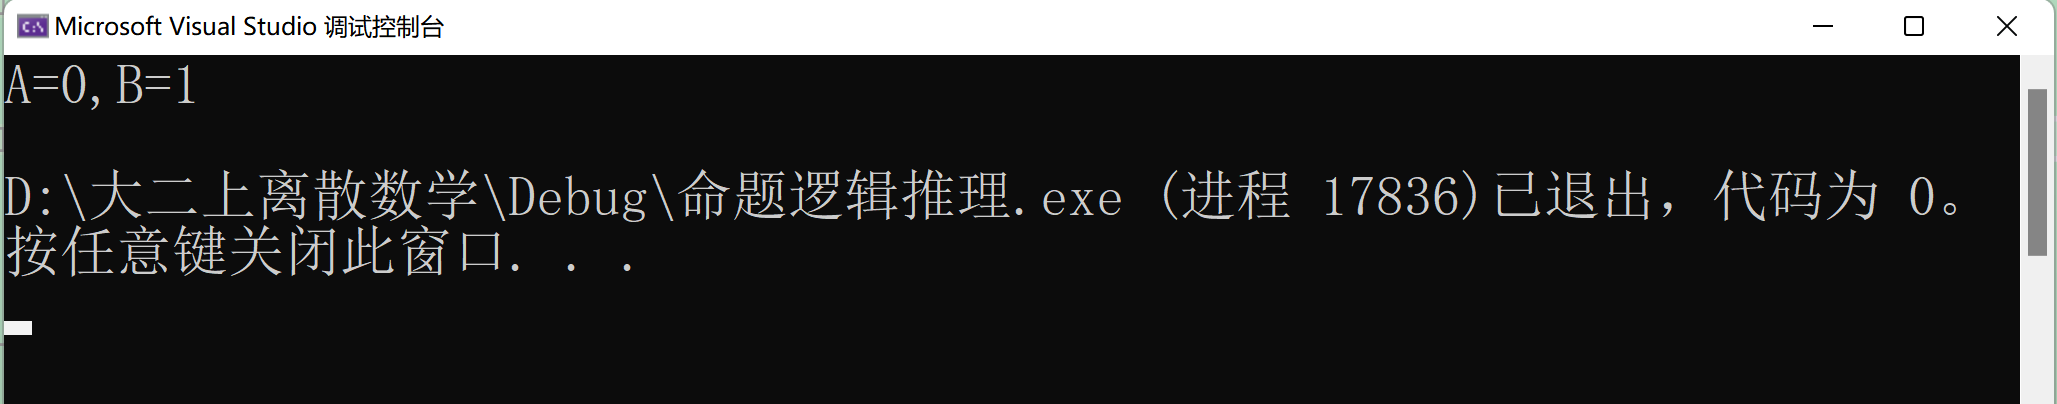 Microsoft Visual Studio 调试控制台
A=0,B=1
D:\大二上离散数学\Debug\命题逻辑推理.exe (进程 17836)已退出，代码为 0。
按任意键关闭此窗口. . .